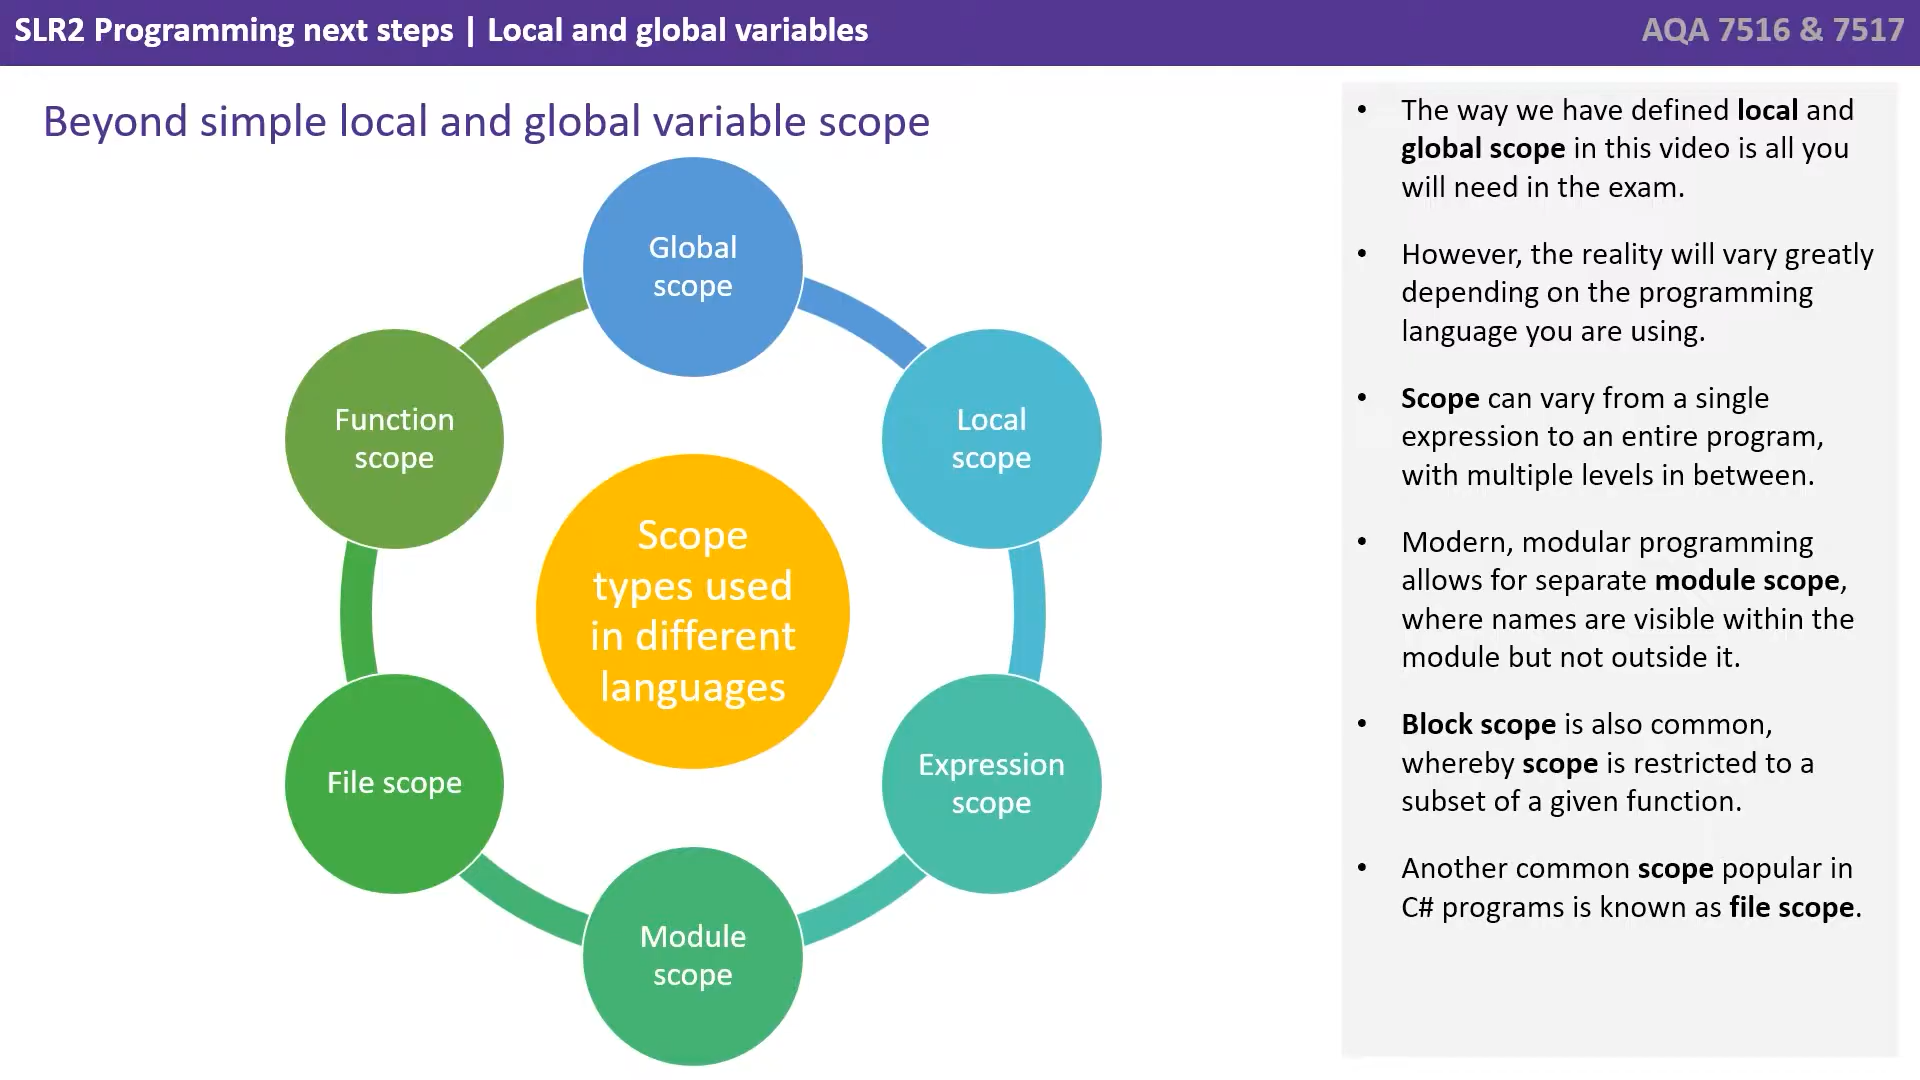 SLR2 Programming next steps | Local and global variables
AQA 7516 & 7517
Beyond simple local and global variable scope
Global
scope
Local
scope
Expression
scope
Module
scope
File scope
Function
scope
Scope
types used
in different
languages
• The way we have defined local and
global scope in this video is all you
will need in the exam.
• However, the reality will vary greatly
depending on the programming
language you are using.
• Scope can vary from a single
expression to an entire program,
with multiple levels in between.
• Modern, modular programming
allows for separate module scope,
where names are visible within the
module but not outside it.
• Block scope is also common,
whereby scope is restricted to a
subset of a given function.
• Another common scope popular in
C# programs is known as file scope.